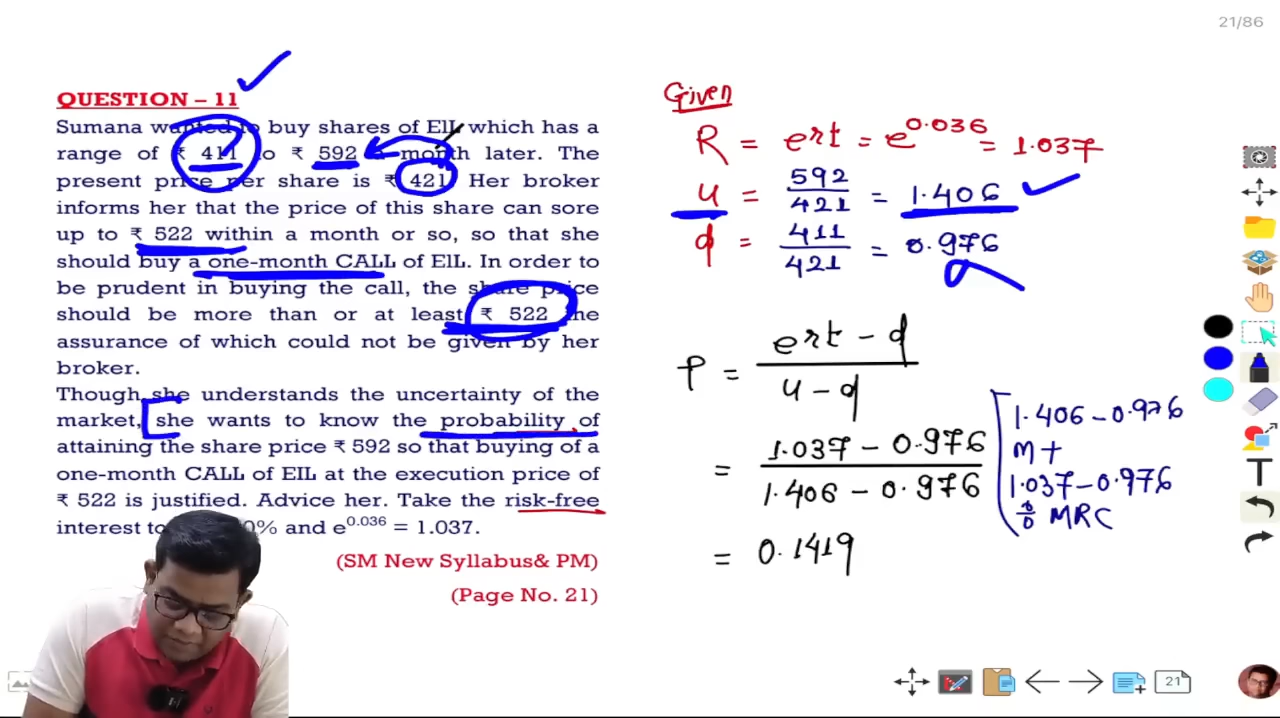 21/86
QUESTION – 11
Sumana wanted to buy shares of EIL which has a
range of ₹ 411 to ₹ 592 a month later. The
present price per share is ₹ 421. Her broker
informs her that the price of this share can sore
up to ₹ 522 within a month or so, so that she
should buy a one-month CALL of EIL. In order to
be prudent in buying the call, the share price
should be more than or at least ₹ 522 the
assurance of which could not be given by her
broker.
Though she understands the uncertainty of the
market, she wants to know the probability of
attaining the share price ₹ 592 so that buying of a
one-month CALL of EIL at the execution price of
₹ 522 is justified. Advice her. Take the risk-free
interest to 0% and e^0.036 = 1.037.
(SM New Syllabus& PM)
(Page No. 21)
Given
R = ert = e^0.036 = 1.037
u = 592/421 = 1.406
d = 411/421 = 0.976
P = ert - d / u - d
= 1.037 - 0.976 / 1.406 - 0.976
= 0.1419
1.406 - 0.976
M+
1.037 - 0.976
÷ MRC
T
21